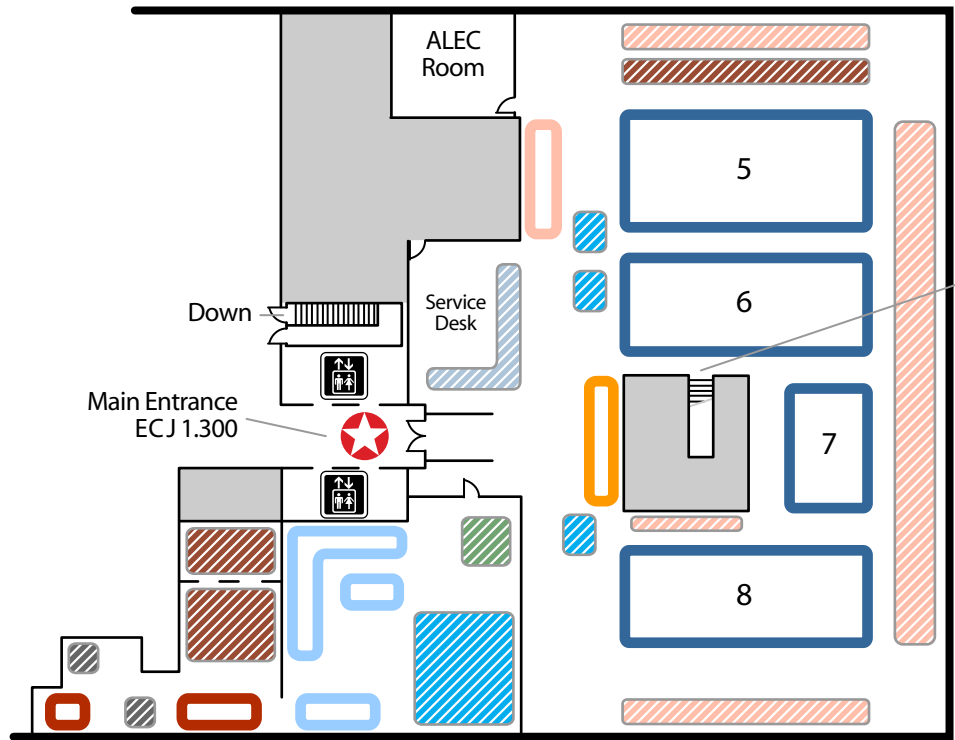 ALEC
Room
5
6
Service
Desk
Down
Main Entrance
ECJ 1.300
7
8